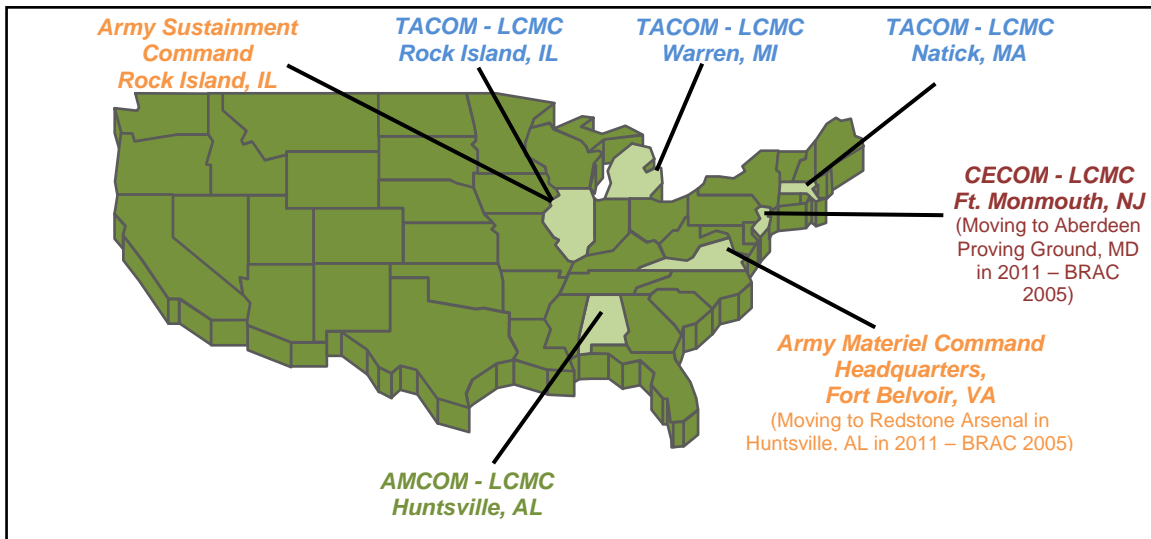 Army Sustainment
Command
Rock Island, IL
TACOM - LCMC
Rock Island, IL
TACOM - LCMC
Warren, MI
TACOM - LCMC
Natick, MA
CECOM - LCMC
Ft. Monmouth, NJ
(Moving to Aberdeen
Proving Ground, MD
in 2011 – BRAC
2005)
Army Materiel Command
Headquarters,
Fort Belvoir, VA
(Moving to Redstone Arsenal in
Huntsville, AL in 2011 – BRAC 2005)
AMCOM - LCMC
Huntsville, AL